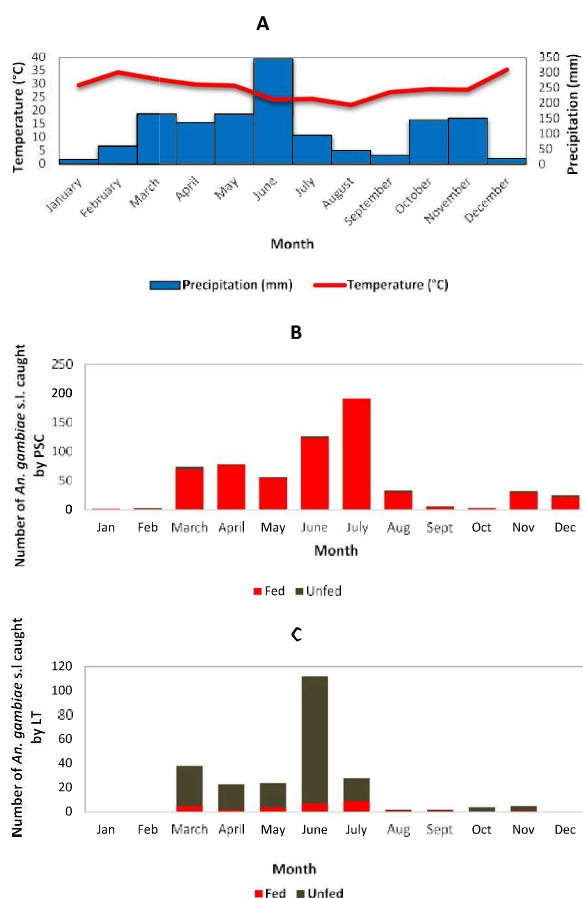 A
40
35
30
25
20
15
10
5
0
Temperature (°C)
350
300
250
200
150
100
50
0
Precipitation (mm)
January
February
March
April
May
June
July
August
September
October
November
December
Month
Precipitation (mm)
Temperature (°C)
B
Number of An. gambiae s.l. caught
by PSC
250
200
150
100
50
0
Jan Feb March April May June July Aug Sept Oct Nov Dec
Month
Fed Unfed
C
Number of An. gambiae s.l caught
by LT
120
100
80
60
40
20
0
Jan Feb March April May June July Aug Sept Oct Nov Dec
Month
Fed Unfed